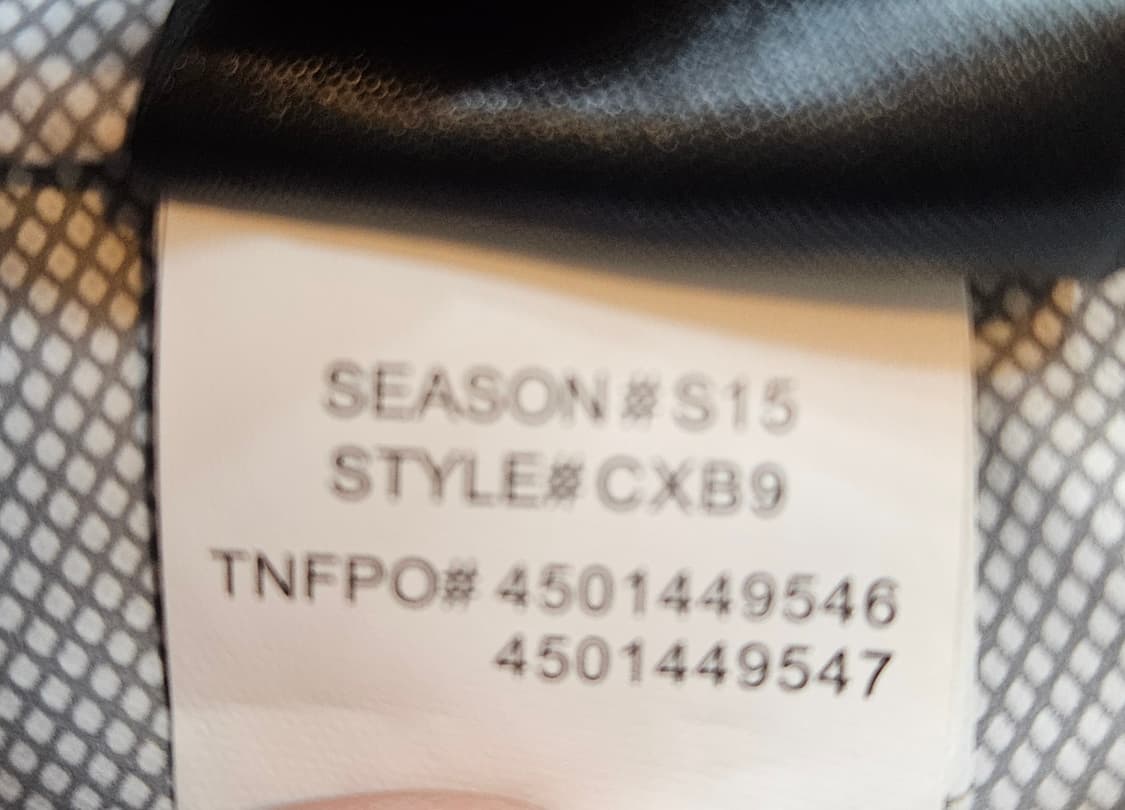 SEASON# S15
STYLE# CXB9
TNFPO# 4501449546
4501449547